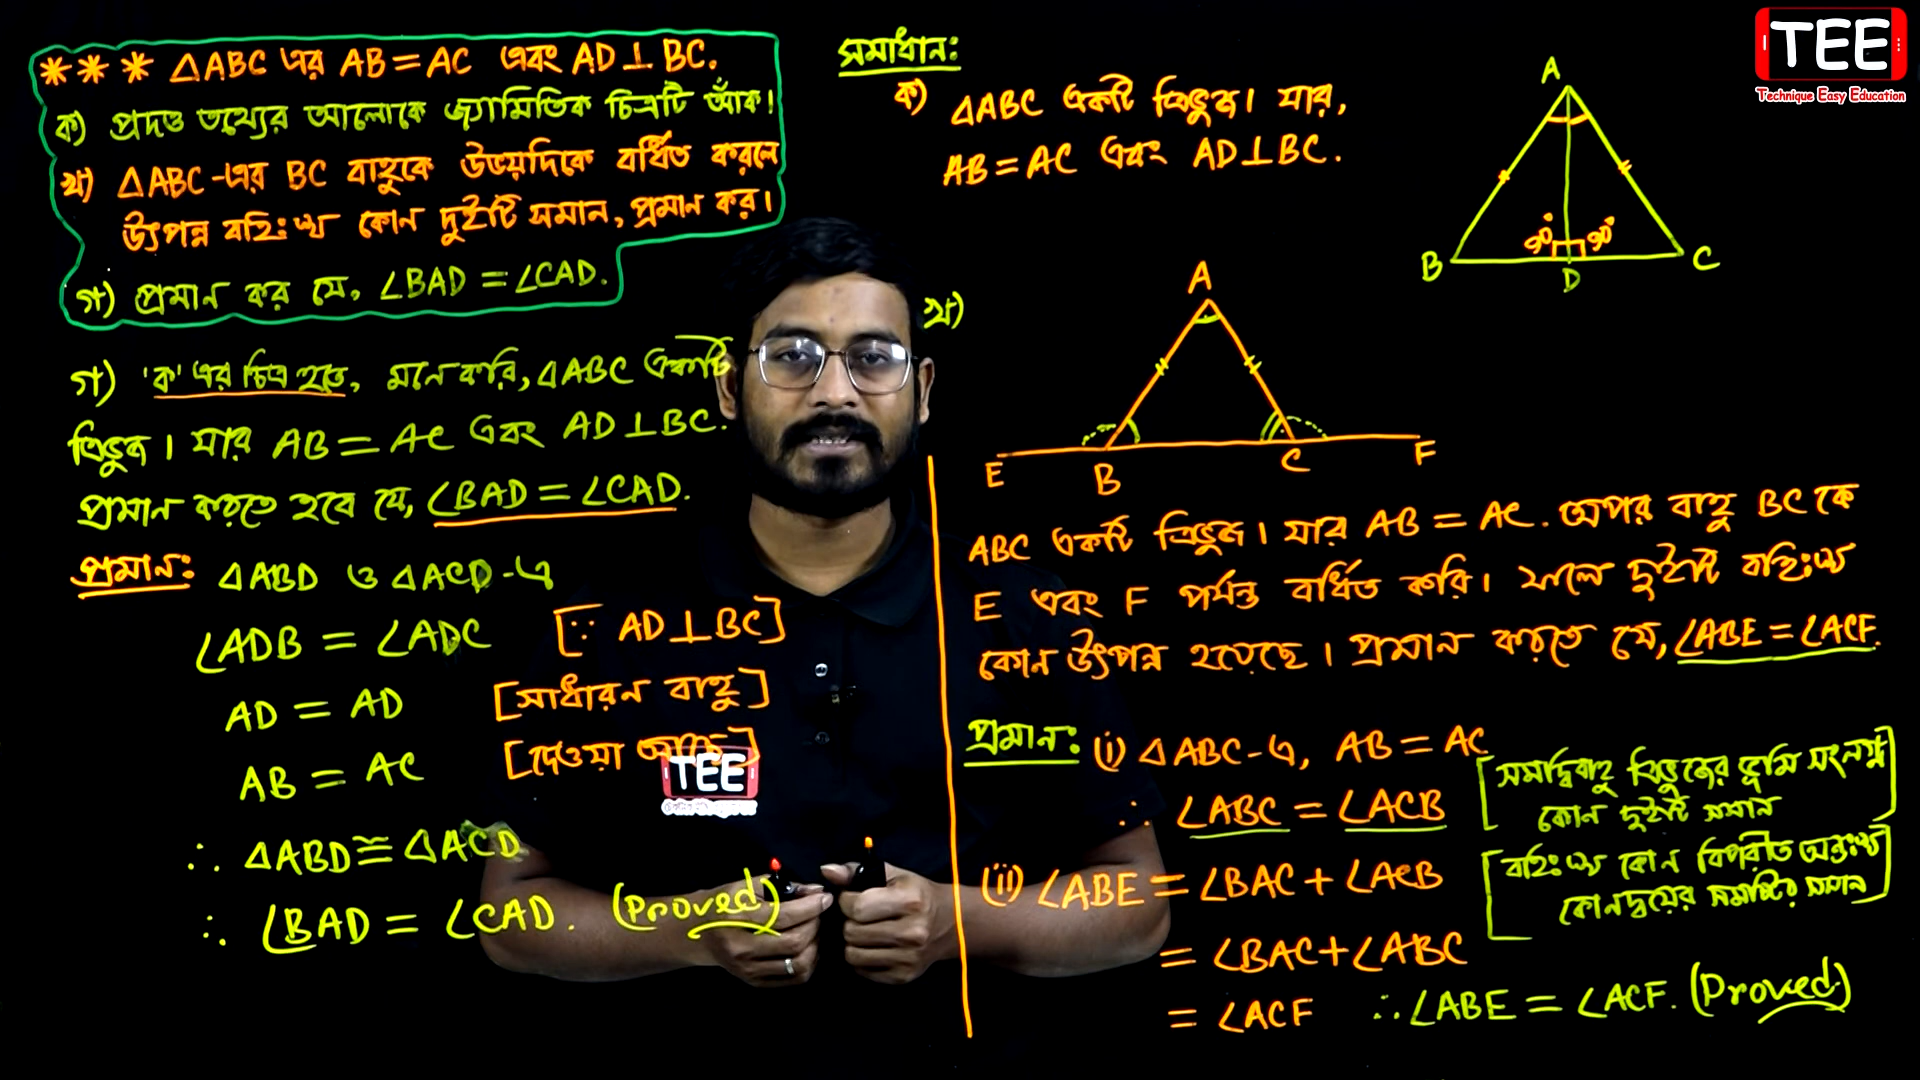 *** △ABC এর AB = AC এবং AD ⊥ BC.
ক) প্রদত্ত তথ্যের আলোকে জ্যামিতিক চিত্রটি আঁক।
খ) △ABC-এর BC বাহুকে উভয়দিকে বর্ধিত করলে
উৎপন্ন বহিঃস্থ কোন দুইটি সমান, প্রমান কর।
গ) প্রমান কর যে, ∠BAD = ∠CAD.
গ) 'ক' এর চিত্র হতে, মনেকরি, △ABC একটি
ত্রিভুজ। যার AB = AC এবং AD ⊥ BC.
প্রমান করতে হবে যে, ∠BAD = ∠CAD.
প্রমান: △ABD ও △ACD-এ
∠ADB = ∠ADC [∵ AD ⊥ BC]
AD = AD [সাধারন বাহু]
AB = AC [দেওয়া আছে]
∴ △ABD ≅ △ACD
∴ ∠BAD = ∠CAD. (Proved)
TEE
সমাধান:
ক) △ABC একটি ত্রিভুজ। যার,
AB = AC এবং AD ⊥ BC.
A
90° 90°
B D C
TEE
Technique Easy Education
খ)
A
E B C F
ABC একটি ত্রিভুজ। যার AB = AC. অপর বাহু BC কে
E এবং F পর্যন্ত বর্ধিত করি। ফলে দুইটি বহিঃস্থ
কোন উৎপন্ন হয়েছে। প্রমান করতে যে, ∠ABE = ∠ACF.
প্রমান: (i) △ABC-এ, AB = AC
∴ ∠ABC = ∠ACB [সমদ্বিবাহু ত্রিভুজের ভূমি সংলগ্ন
কোন দুইটি সমান]
(ii) ∠ABE = ∠BAC + ∠ACB [বহিঃস্থ কোন বিপরীত অন্তঃস্থ
কোনদ্বয়ের সমষ্টির সমান]
= ∠BAC + ∠ABC
= ∠ACF ∴ ∠ABE = ∠ACF. (Proved)